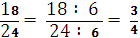 18/24 = 18 : 6 / 24 : 6 = 3/4